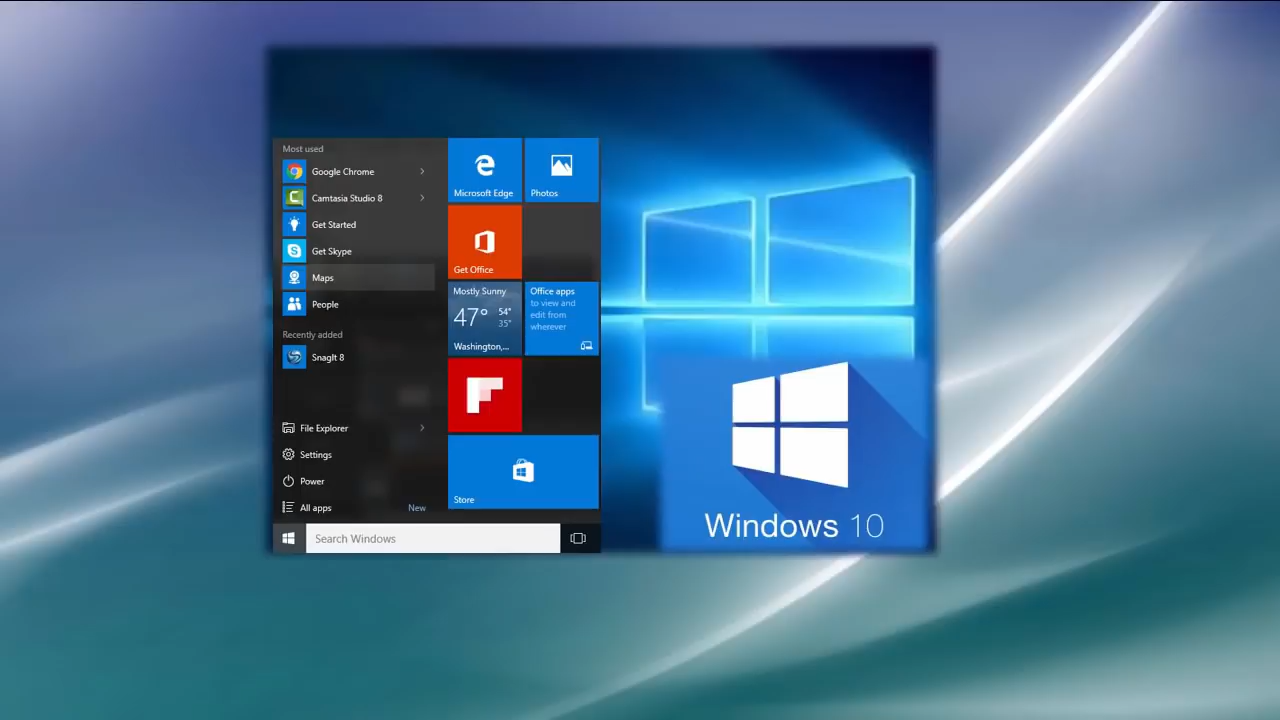 Most used
Google Chrome
Camtasia Studio 8
Get Started
Get Skype
Maps
People
Recently added
SnagIt 8
File Explorer
Settings
Power
All apps New
Search Windows
Microsoft Edge
Photos
Get Office
Mostly Sunny
47° 54°
35°
Washington,...
Office apps
to view and
edit from
wherever
Store
Windows 10